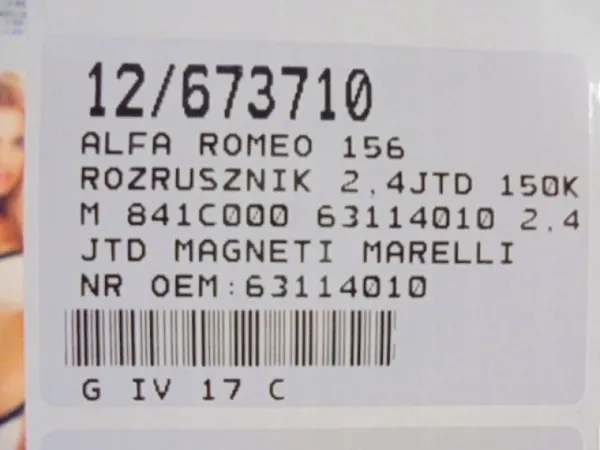 12/673710
ALFA ROMEO 156
ROZRUSZNIK 2,4JTD 150K
M 841C000 63114010 2.4
JTD MAGNETI MARELLI
NR OEM:63114010
G IV 17 C